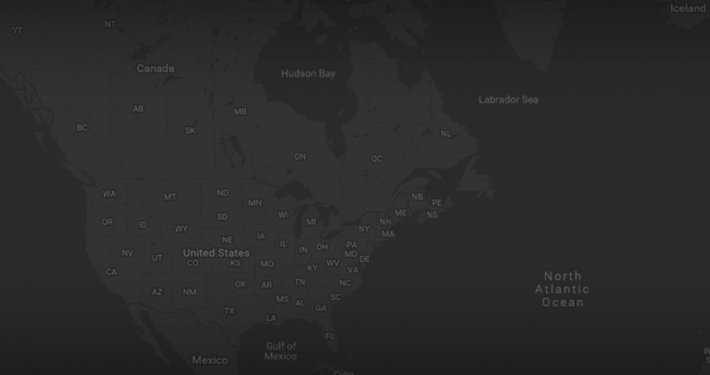 Iceland
YT
NT
Canada
Hudson Bay
Labrador Sea
AB
MB
BC
SK
NL
ON
QC
WA
MT
ND
MN
NB
PE
OR
ID
SD
WI
MI
ME
NS
WY
NH
NY
MA
NE
IA
IL
IN
OH
PA
NV
UT
United States
MD
DE
CO
KS
MO
KY
WV
VA
CA
North
Atlantic
Ocean
AZ
NM
OK
AR
TN
NC
MS
AL
SC
GA
TX
LA
FL
Gulf of
Mexico
Mexico
Cuba